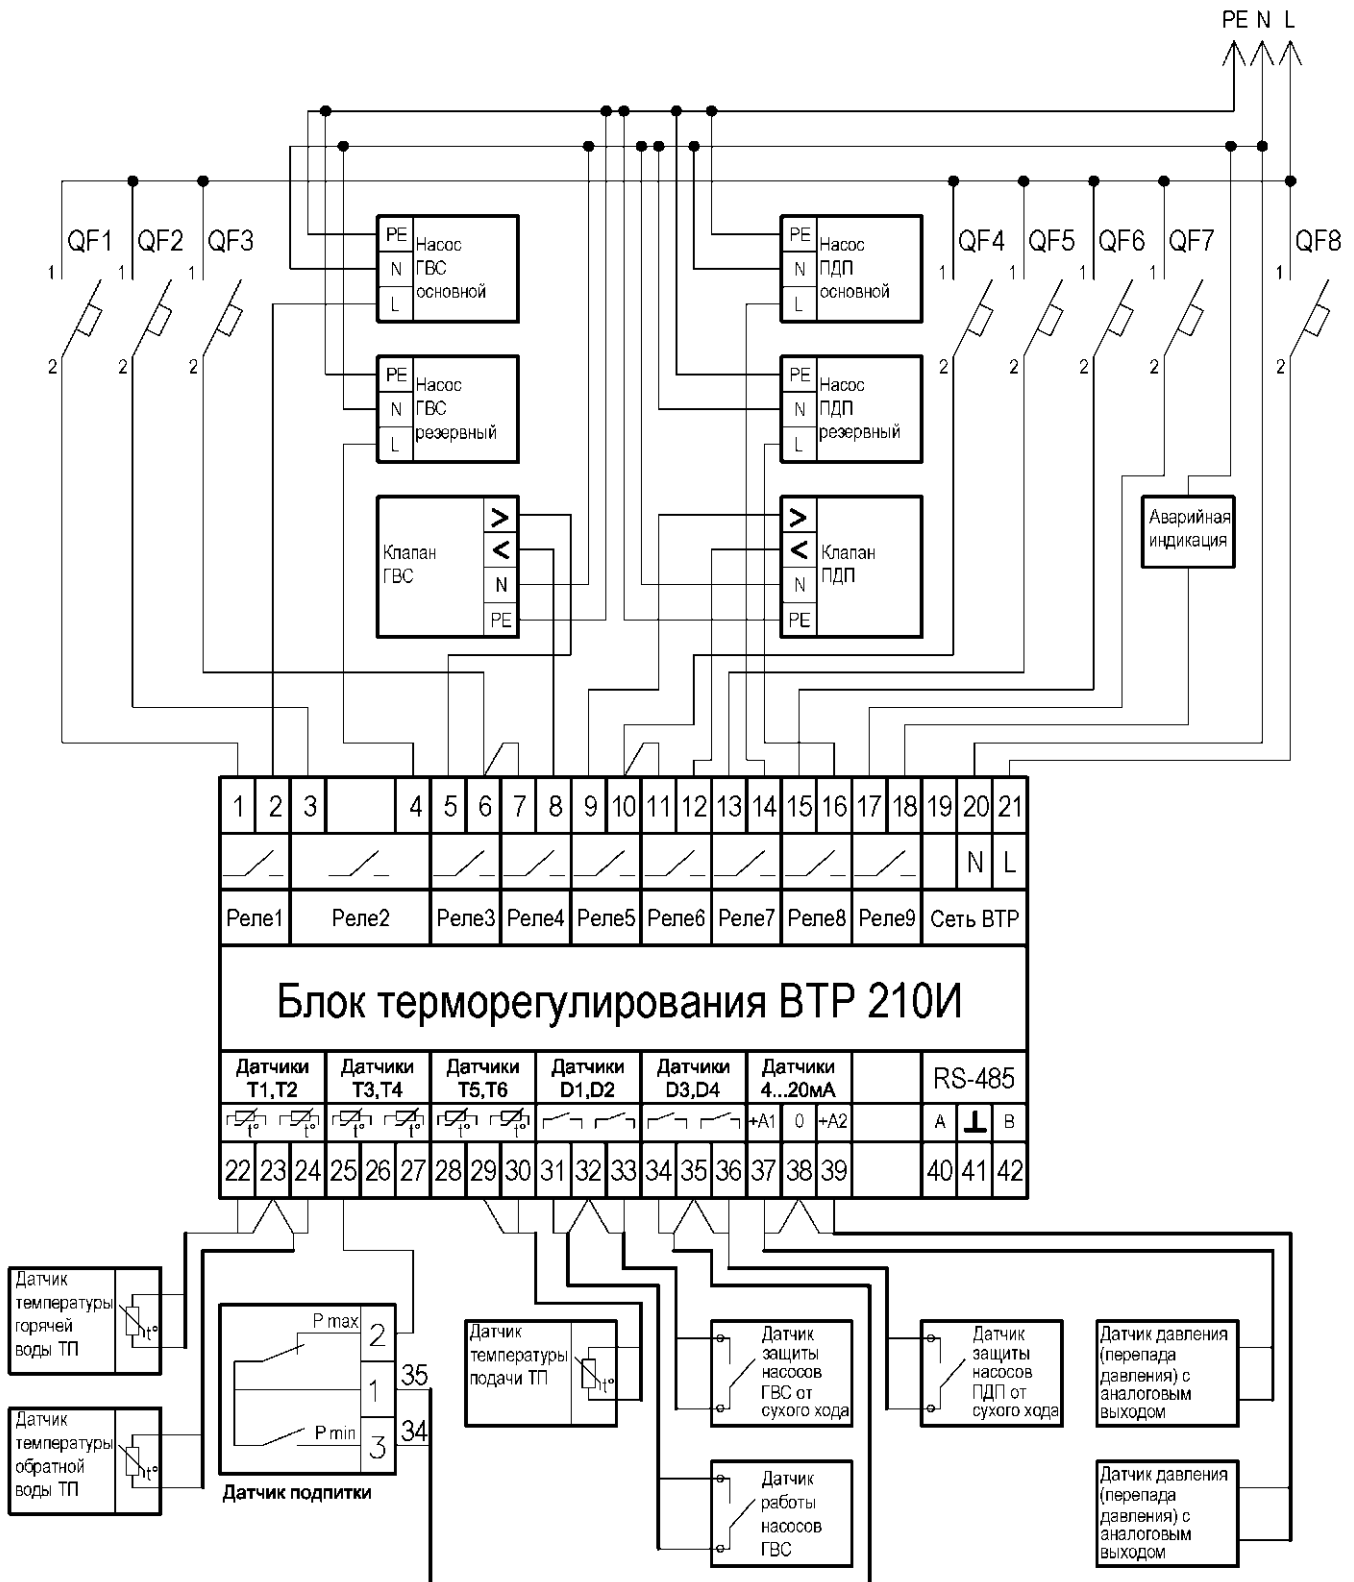 PE N L
QF1 QF2 QF3 QF4 QF5 QF6 QF7 QF8
1 1 1 1 1 1 1 1
2 2 2 2 2 2 2 2
PE
N
L
Насос
ГВС
основной
PE
N
L
Насос
ПДП
основной
PE
N
L
Насос
ГВС
резервный
PE
N
L
Насос
ПДП
резервный
Клапан
ГВС
>
<
N
PE
>
<
N
PE
Клапан
ПДП
Аварийная
индикация
1 2 3 4 5 6 7 8 9 10 11 12 13 14 15 16 17 18 19 20 21
N L
Реле1 Реле2 Реле3 Реле4 Реле5 Реле6 Реле7 Реле8 Реле9 Сеть ВТР
Блок терморегулирования ВТР 210И
Датчики
Т1,Т2
Датчики
Т3,Т4
Датчики
Т5,Т6
Датчики
D1,D2
Датчики
D3,D4
Датчики
4...20мА
RS-485
t° t° t° t° t° t° +A1 0 +A2 A ⊥ B
22 23 24 25 26 27 28 29 30 31 32 33 34 35 36 37 38 39 40 41 42
Датчик
температуры
горячей
воды ТП
t°
Датчик
температуры
обратной
воды ТП
t°
P max 2
1 35
P min 3 34
Датчик подпитки
Датчик
температуры
подачи ТП
t°
Датчик
защиты
насосов
ГВС от
сухого хода
Датчик
защиты
насосов
ПДП от
сухого хода
Датчик давления
(перепада
давления) с
аналоговым
выходом
Датчик
работы
насосов
ГВС
Датчик давления
(перепада
давления) с
аналоговым
выходом